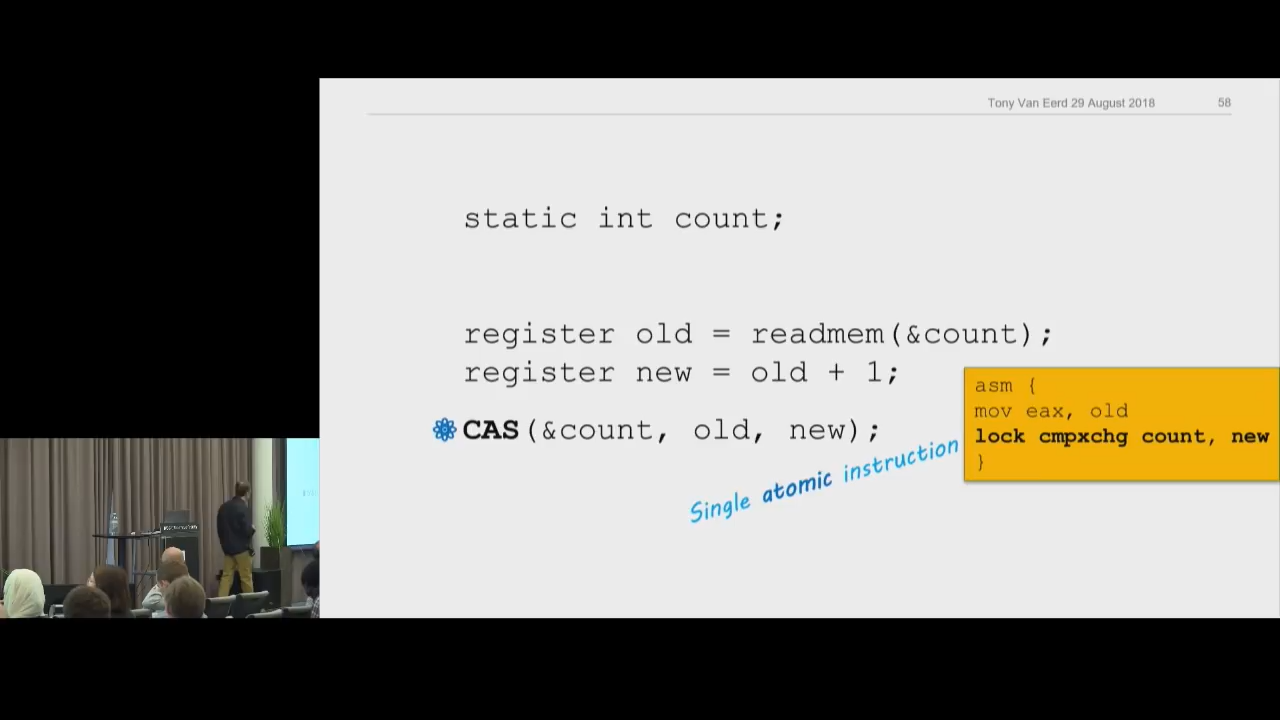 Tony Van Eerd 29 August 2018 58
static int count;
register old = readmem(&count);
register new = old + 1;
CAS(&count, old, new);
Single atomic instruction
asm {
mov eax, old
lock cmpxchg count, new
}